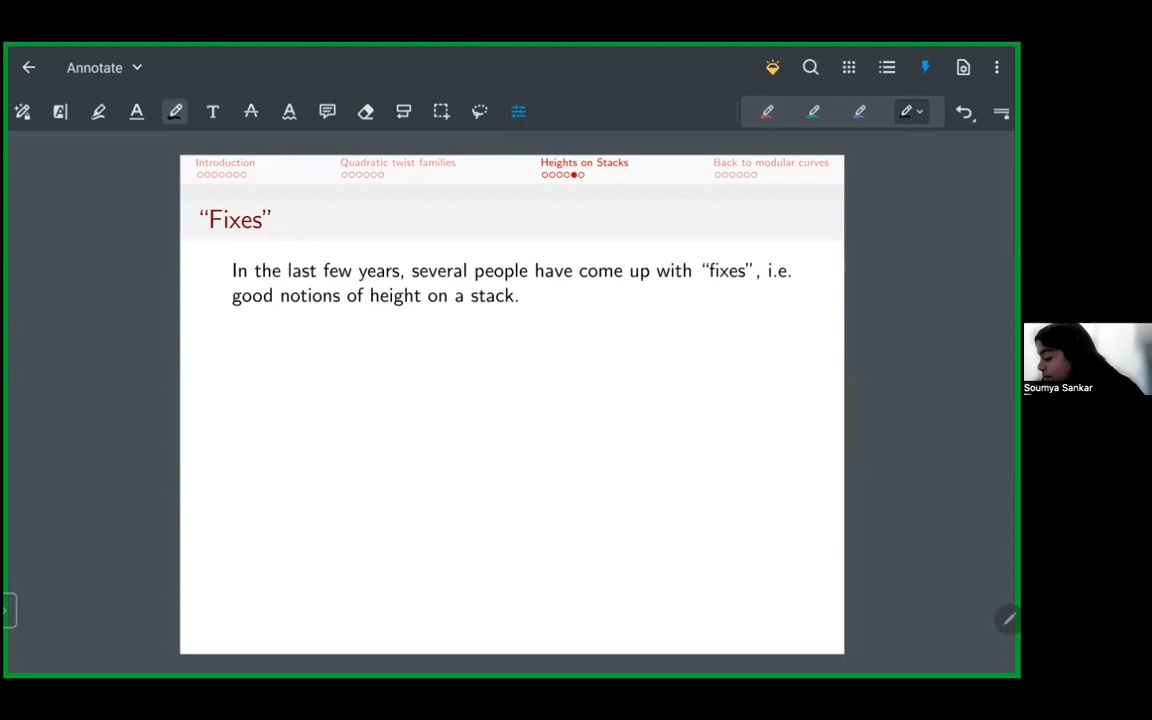 Annotate
Introduction
Quadratic twist families
Heights on Stacks
Back to modular curves
“Fixes”
In the last few years, several people have come up with “fixes”, i.e.
good notions of height on a stack.
Soumya Sankar